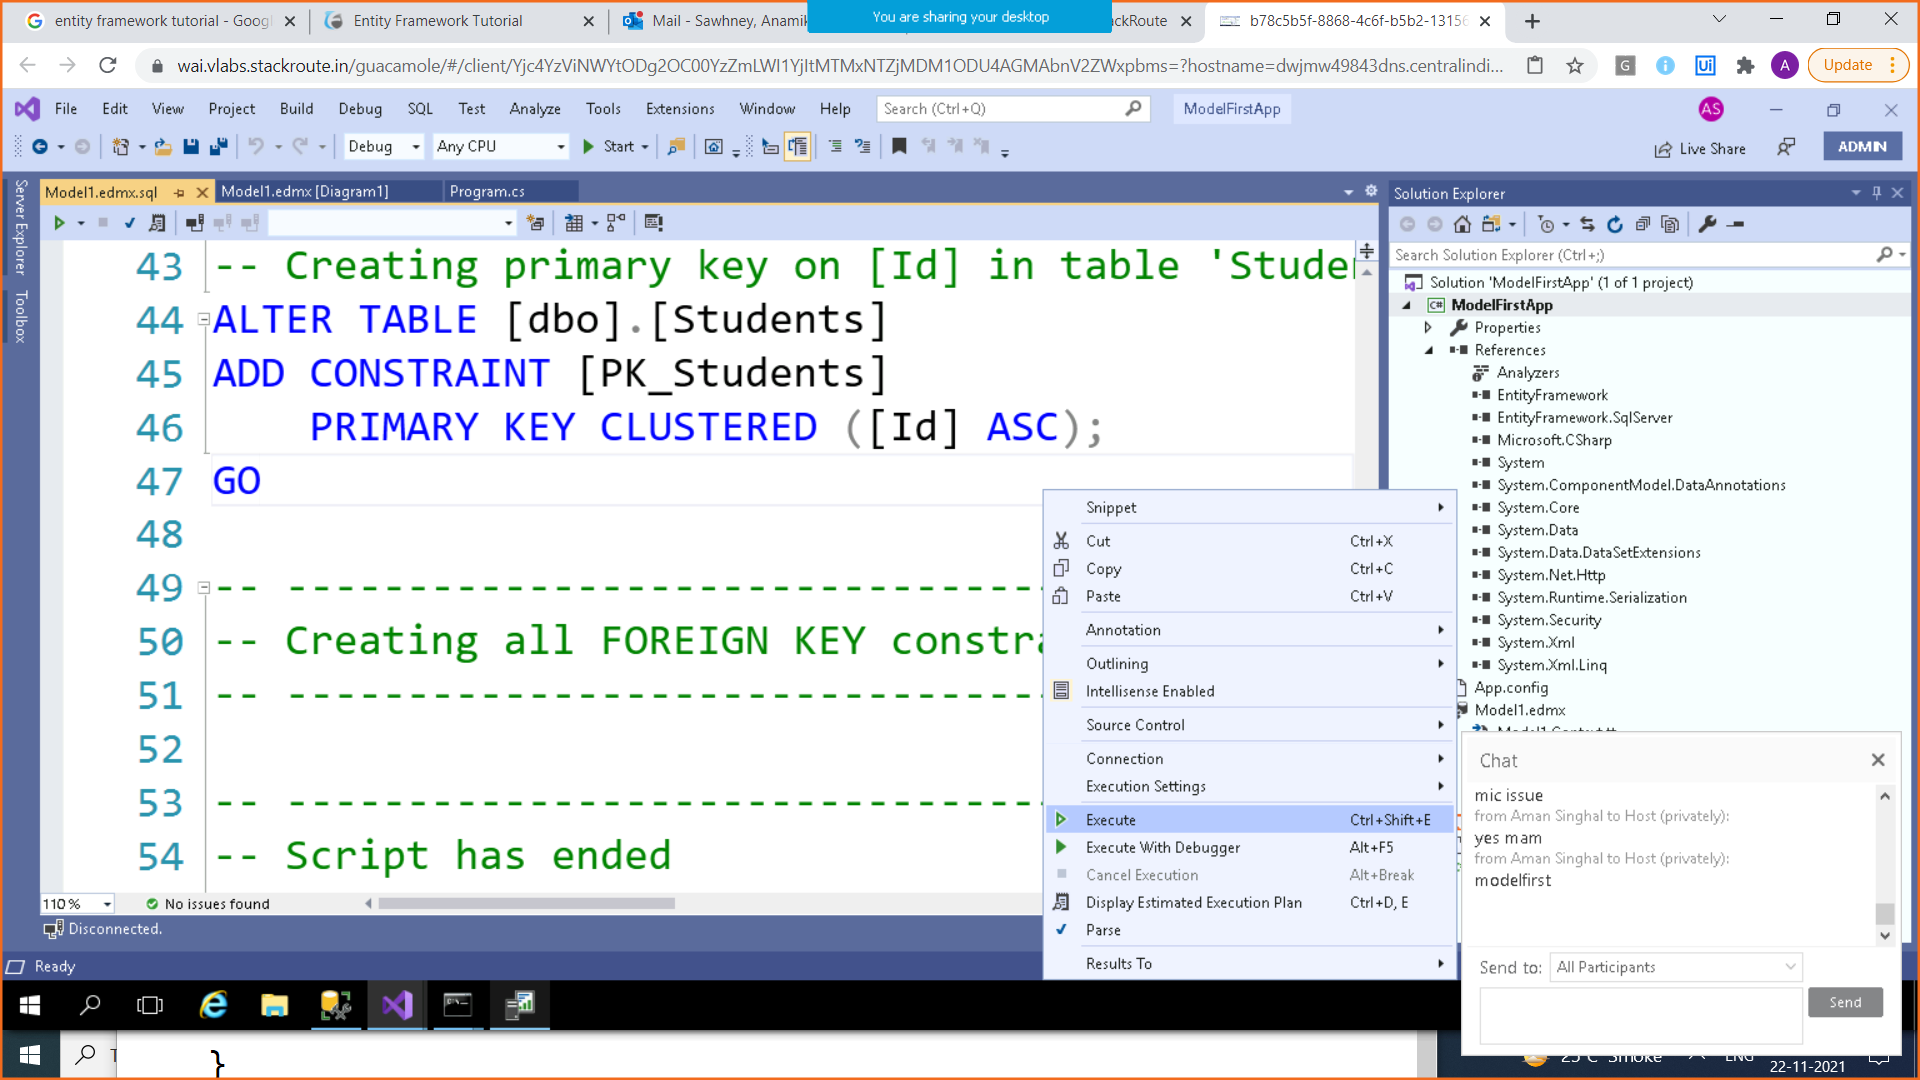 entity framework tutorial - Goog
Entity Framework Tutorial
Mail - Sawhney, Anamik
You are sharing your desktop
ckRoute
b78c5b5f-8868-4c6f-b5b2-13156
wai.vlabs.stackroute.in/guacamole/#/client/Yjc4YzViNWYtODg2OC00YzZmLWI1YjItMTMxNTZjMDM1ODU4AGMAbnV2ZWxpbms=?hostname=dwjmw49843dns.centralindi...
Update
File Edit View Project Build Debug SQL Test Analyze Tools Extensions Window Help
Search (Ctrl+Q)
ModelFirstApp
AS
Debug
Any CPU
Start
Live Share
ADMIN
Server Explorer
Toolbox
Model1.edmx.sql
Model1.edmx [Diagram1]
Program.cs
43 -- Creating primary key on [Id] in table 'Studen
44 ALTER TABLE [dbo].[Students]
45 ADD CONSTRAINT [PK_Students]
46 PRIMARY KEY CLUSTERED ([Id] ASC);
47 GO
48
49 -- --------------------------------
50 -- Creating all FOREIGN KEY constra
51 -- --------------------------------
52
53 -- --------------------------------
54 -- Script has ended
110 %
No issues found
Disconnected.
Ready
Snippet
Cut Ctrl+X
Copy Ctrl+C
Paste Ctrl+V
Annotation
Outlining
Intellisense Enabled
Source Control
Connection
Execution Settings
Execute Ctrl+Shift+E
Execute With Debugger Alt+F5
Cancel Execution Alt+Break
Display Estimated Execution Plan Ctrl+D, E
Parse
Results To
Solution Explorer
Search Solution Explorer (Ctrl+;)
Solution 'ModelFirstApp' (1 of 1 project)
C# ModelFirstApp
Properties
References
Analyzers
EntityFramework
EntityFramework.SqlServer
Microsoft.CSharp
System
System.ComponentModel.DataAnnotations
System.Core
System.Data
System.Data.DataSetExtensions
System.Net.Http
System.Runtime.Serialization
System.Security
System.Xml
System.Xml.Linq
App.config
Model1.edmx
Chat
mic issue
from Aman Singhal to Host (privately):
yes mam
from Aman Singhal to Host (privately):
modelfirst
Send to: All Participants
Send
}
25°C Smoke
ENG
22-11-2021